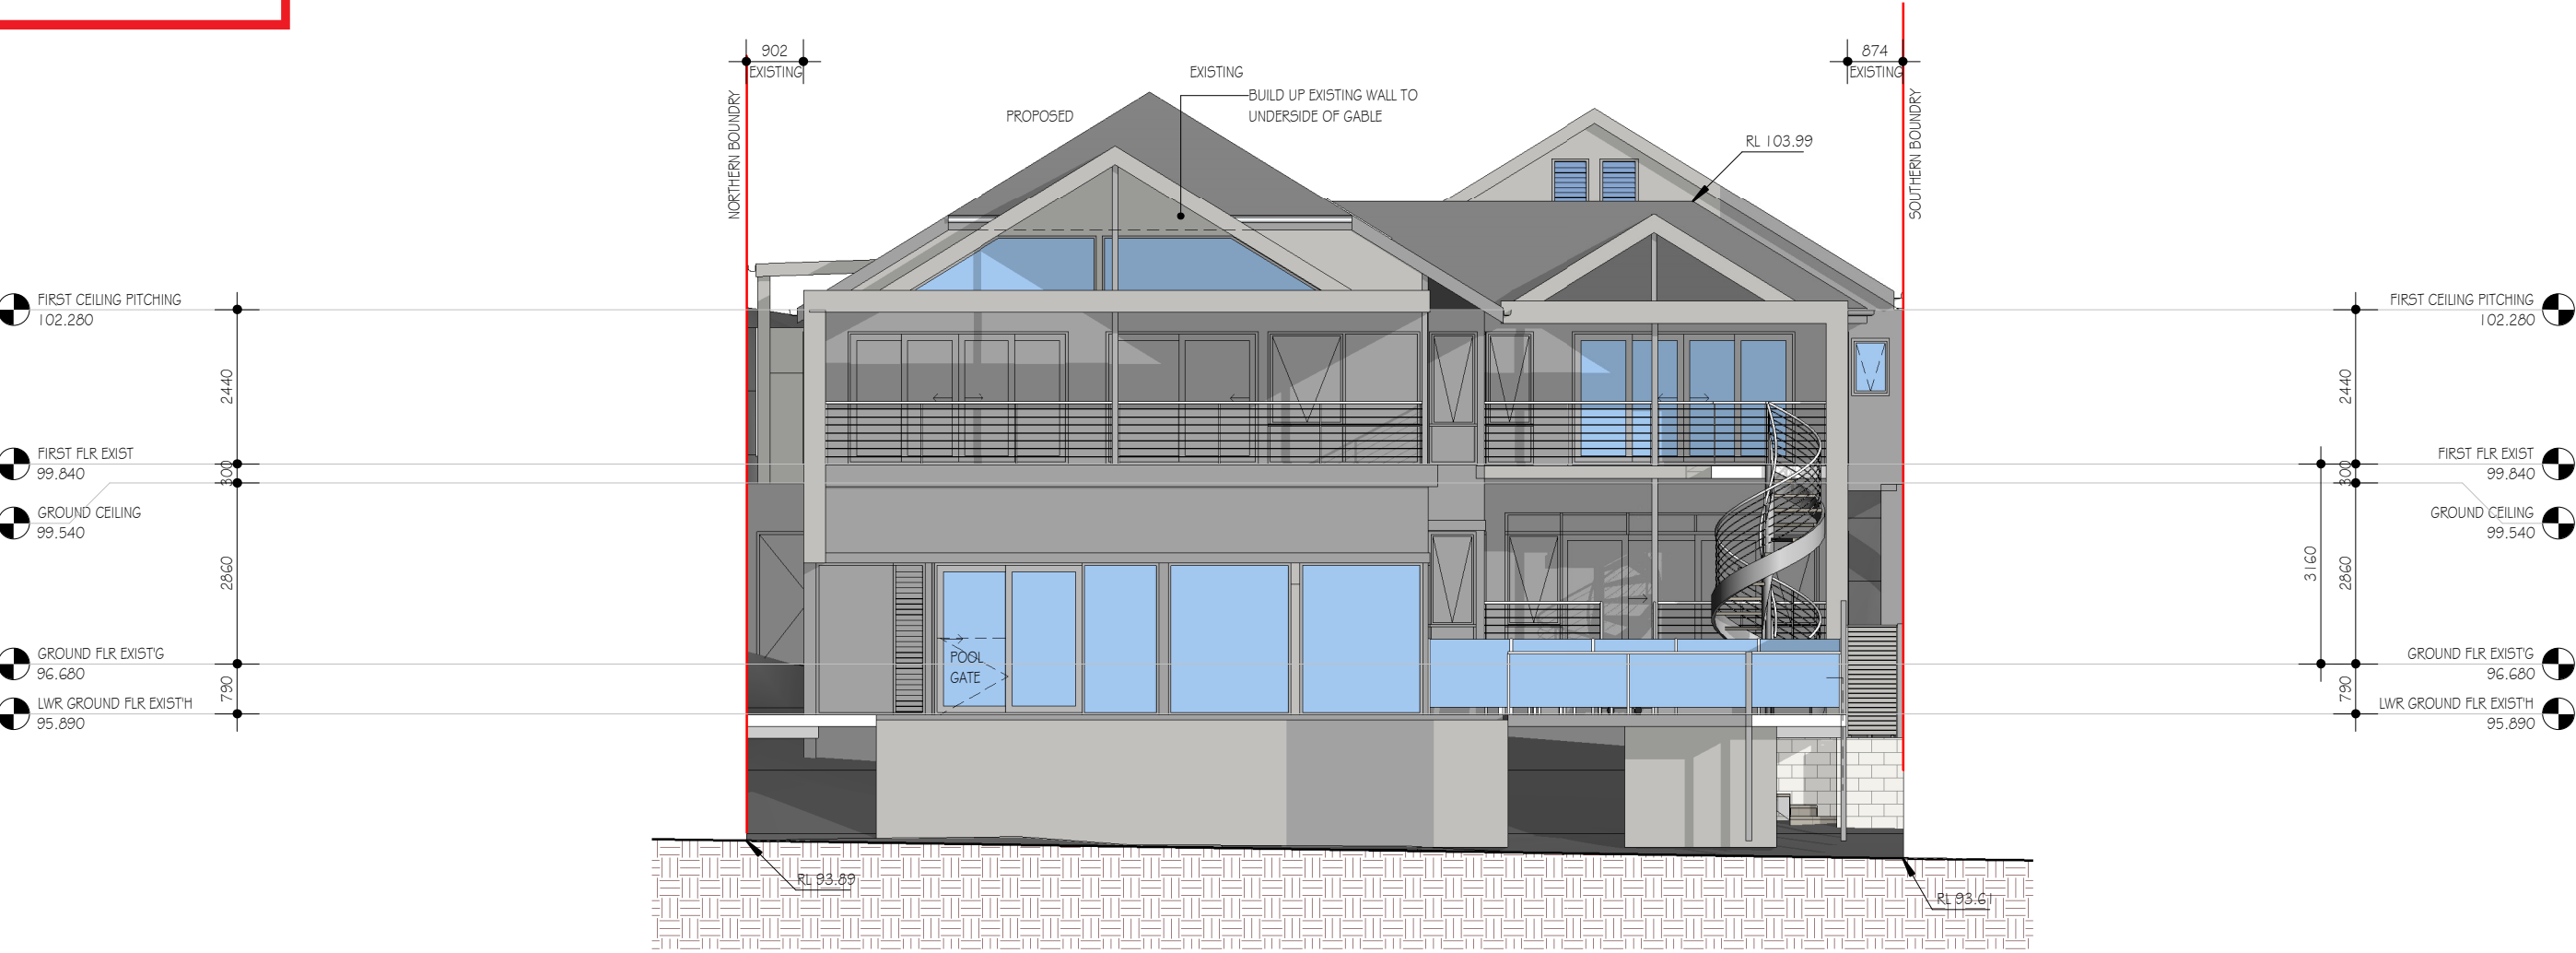 902
EXISTING
874
EXISTING
EXISTING
BUILD UP EXISTING WALL TO
UNDERSIDE OF GABLE
PROPOSED
RL 103.99
NORTHERN BOUNDRY
SOUTHERN BOUNDRY
FIRST CEILING PITCHING
102.280
FIRST CEILING PITCHING
102.280
2440
2440
FIRST FLR EXIST
99.840
FIRST FLR EXIST
99.840
300
300
GROUND CEILING
99.540
GROUND CEILING
99.540
2860
3160
2860
GROUND FLR EXIST'G
96.680
POOL
GATE
GROUND FLR EXIST'G
96.680
790
790
LWR GROUND FLR EXIST'H
95.890
LWR GROUND FLR EXIST'H
95.890
RL 93.89
RL 93.61